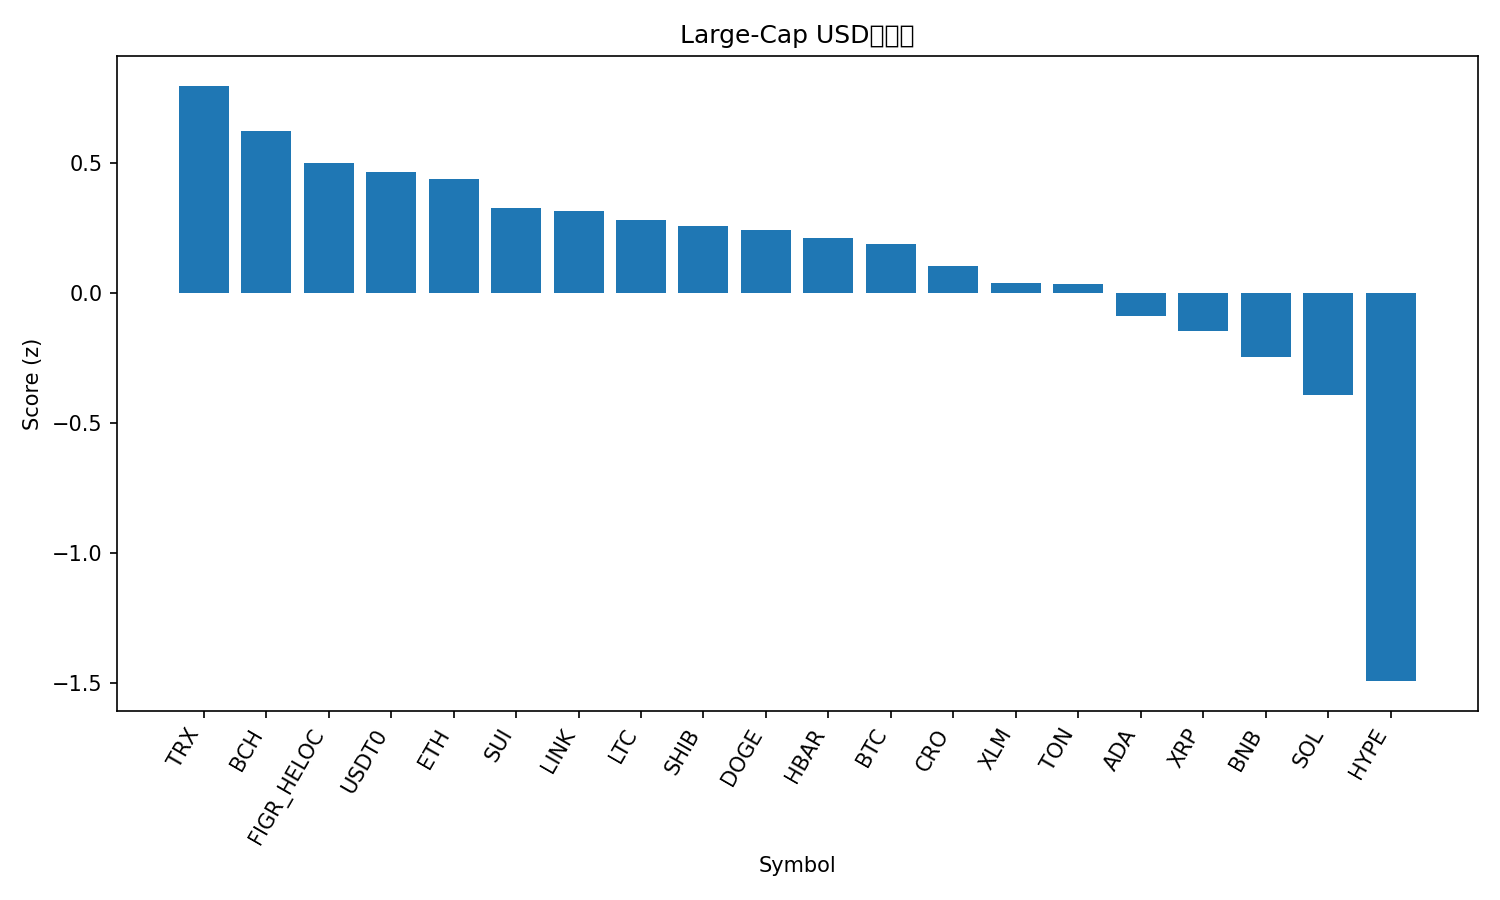 Large-Cap USD
Score (z)
0.5
0.0
−0.5
−1.0
−1.5
TRX
BCH
FIGR_HELOC
USDT0
ETH
SUI
LINK
LTC
SHIB
DOGE
HBAR
BTC
CRO
XLM
TON
ADA
XRP
BNB
SOL
HYPE
Symbol